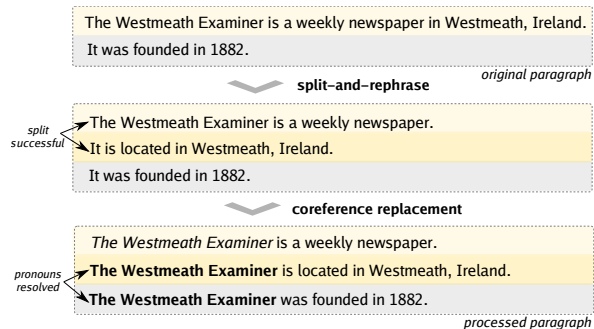 The Westmeath Examiner is a weekly newspaper in Westmeath, Ireland.
It was founded in 1882.
original paragraph
split–and–rephrase
split
successful
The Westmeath Examiner is a weekly newspaper.
It is located in Westmeath, Ireland.
It was founded in 1882.
coreference replacement
The Westmeath Examiner is a weekly newspaper.
pronouns
resolved
The Westmeath Examiner is located in Westmeath, Ireland.
The Westmeath Examiner was founded in 1882.
processed paragraph